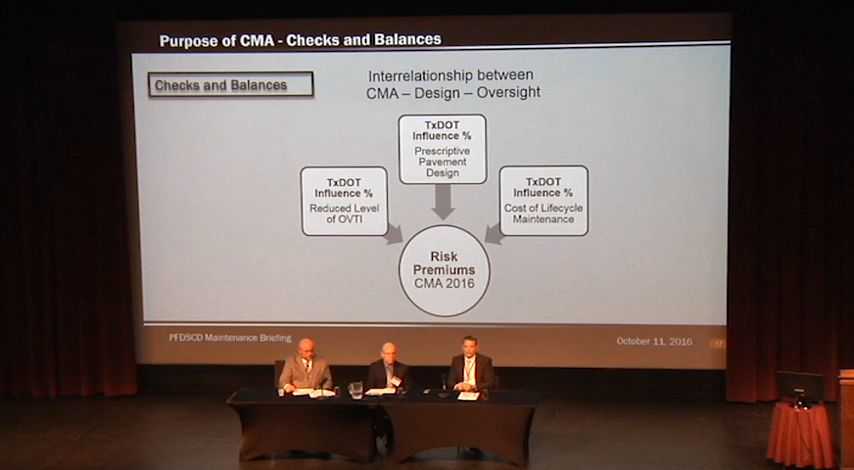 Purpose of CMA - Checks and Balances
Checks and Balances
Interrelationship between
CMA – Design – Oversight
TxDOT
Influence %
Prescriptive
Pavement
Design
TxDOT
Influence %
Reduced Level
of OVTI
TxDOT
Influence %
Cost of Lifecycle
Maintenance
Risk
Premiums
CMA 2016
PFDSCD Maintenance Briefing
October 11, 2016
17